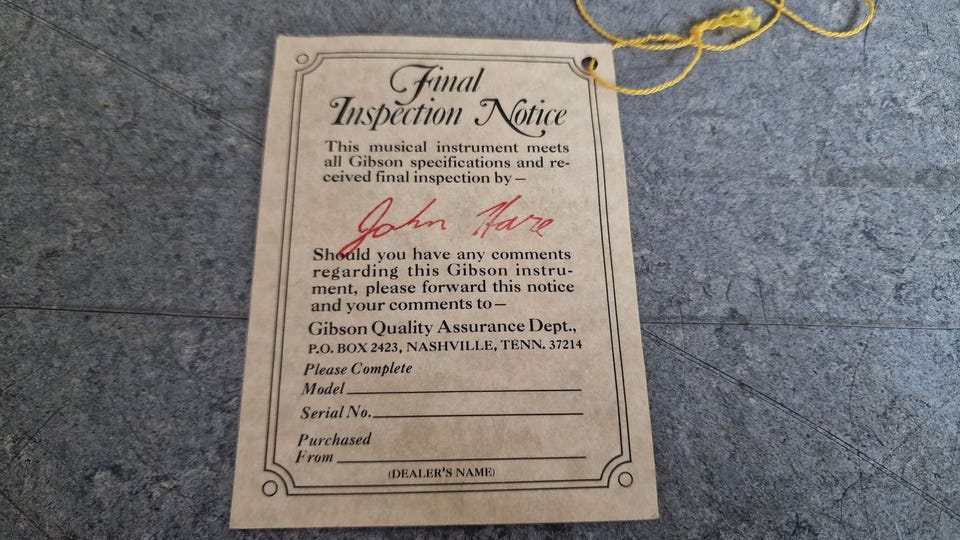 Final
Inspection Notice
This musical instrument meets
all Gibson specifications and re-
ceived final inspection by —
John Hare
Should you have any comments
regarding this Gibson instru-
ment, please forward this notice
and your comments to —
Gibson Quality Assurance Dept.,
P.O. BOX 2423, NASHVILLE, TENN. 37214
Please Complete
Model
Serial No.
Purchased
From
(DEALER'S NAME)